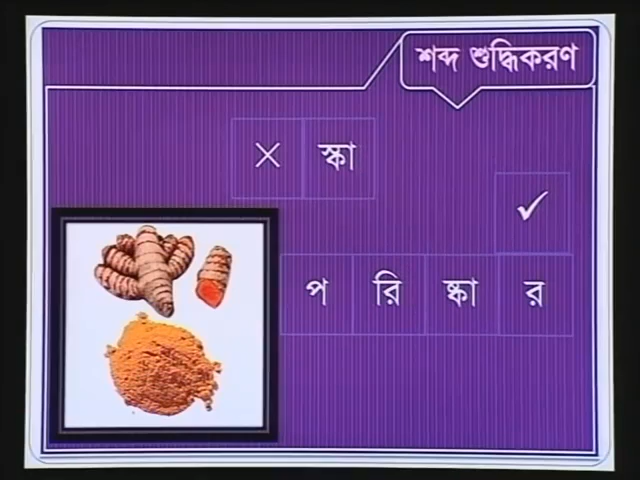 শব্দ শুদ্ধিকরণ
× স্কা
✓
প রি ষ্কা র